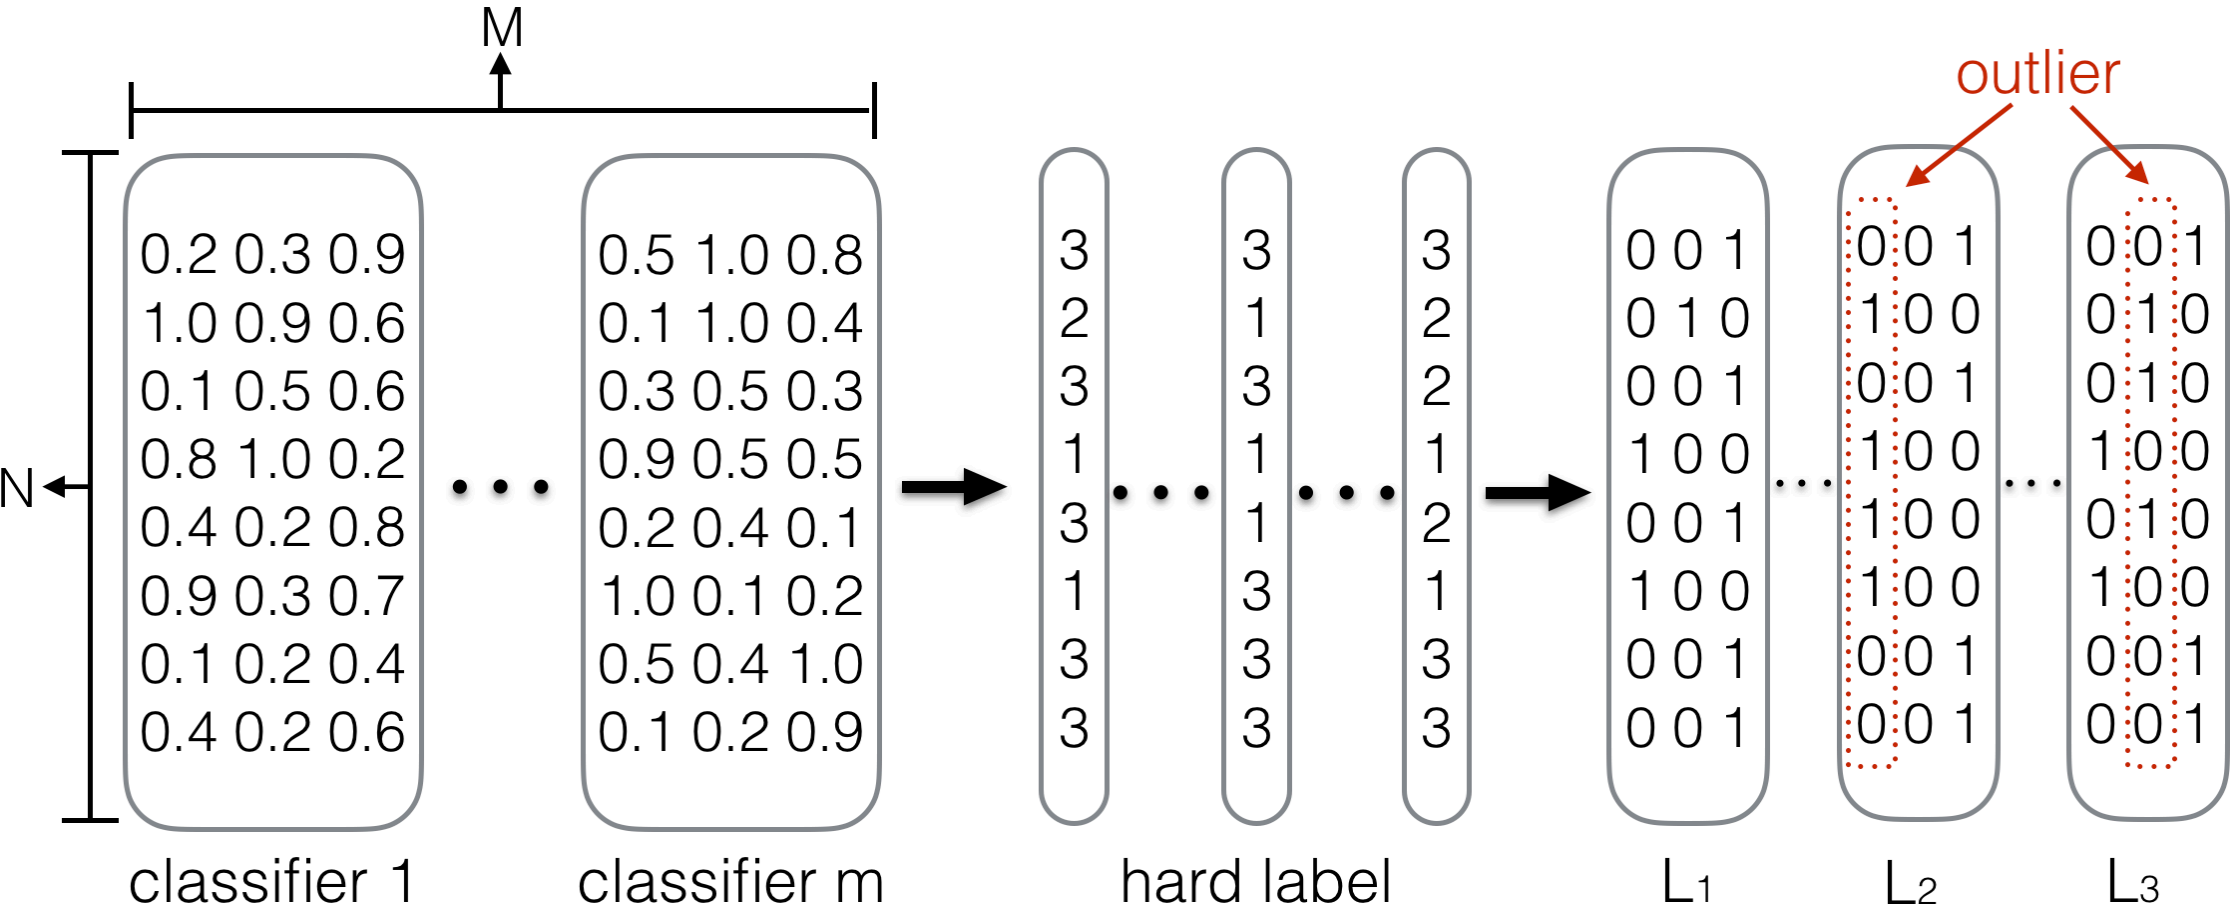 M
outlier
N
0.2 0.3 0.9
1.0 0.9 0.6
0.1 0.5 0.6
0.8 1.0 0.2
0.4 0.2 0.8
0.9 0.3 0.7
0.1 0.2 0.4
0.4 0.2 0.6
classifier 1
0.5 1.0 0.8
0.1 1.0 0.4
0.3 0.5 0.3
0.9 0.5 0.5
0.2 0.4 0.1
1.0 0.1 0.2
0.5 0.4 1.0
0.1 0.2 0.9
classifier m
3
2
3
1
3
1
3
3
3
1
3
1
1
3
3
3
3
2
2
1
2
1
3
3
hard label
0 0 1
0 1 0
0 0 1
1 0 0
0 0 1
1 0 0
0 0 1
0 0 1
L1
0 0 1
1 0 0
0 0 1
1 0 0
1 0 0
1 0 0
0 0 1
0 0 1
L2
0 0 1
0 1 0
0 1 0
1 0 0
0 1 0
1 0 0
0 0 1
0 0 1
L3